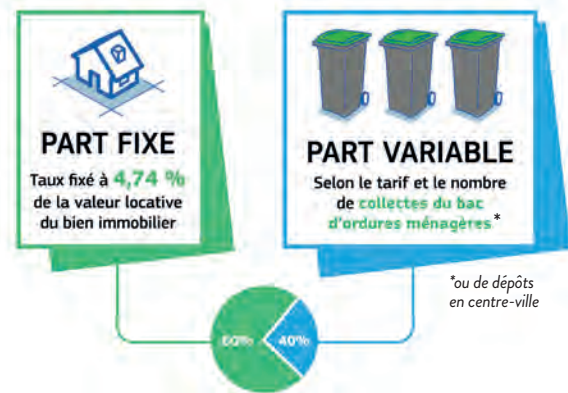 PART FIXE
Taux fixé à 4,74 %
de la valeur locative
du bien immobilier
PART VARIABLE
Selon le tarif et le nombre
de collectes du bac
d'ordures ménagères*
*ou de dépôts
en centre-ville
60%
40%